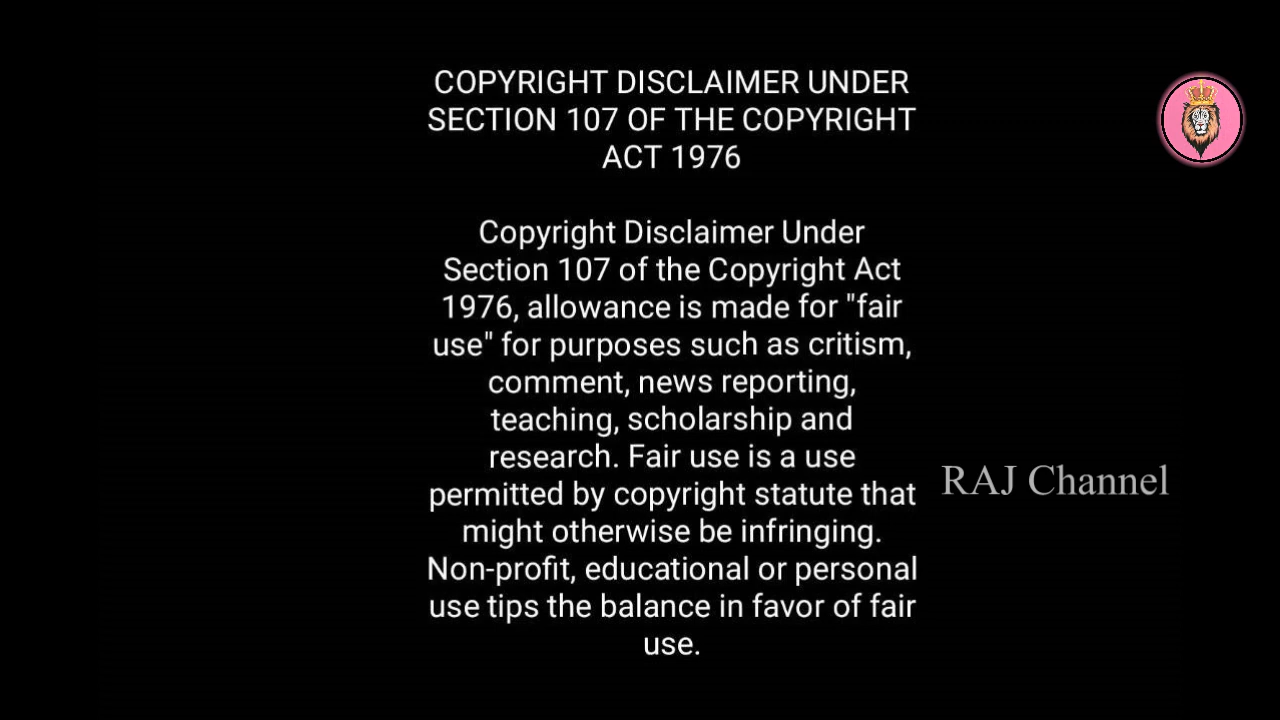 COPYRIGHT DISCLAIMER UNDER
SECTION 107 OF THE COPYRIGHT
ACT 1976
Copyright Disclaimer Under
Section 107 of the Copyright Act
1976, allowance is made for "fair
use" for purposes such as critism,
comment, news reporting,
teaching, scholarship and
research. Fair use is a use
permitted by copyright statute that
might otherwise be infringing.
Non-profit, educational or personal
use tips the balance in favor of fair
use.
RAJ Channel